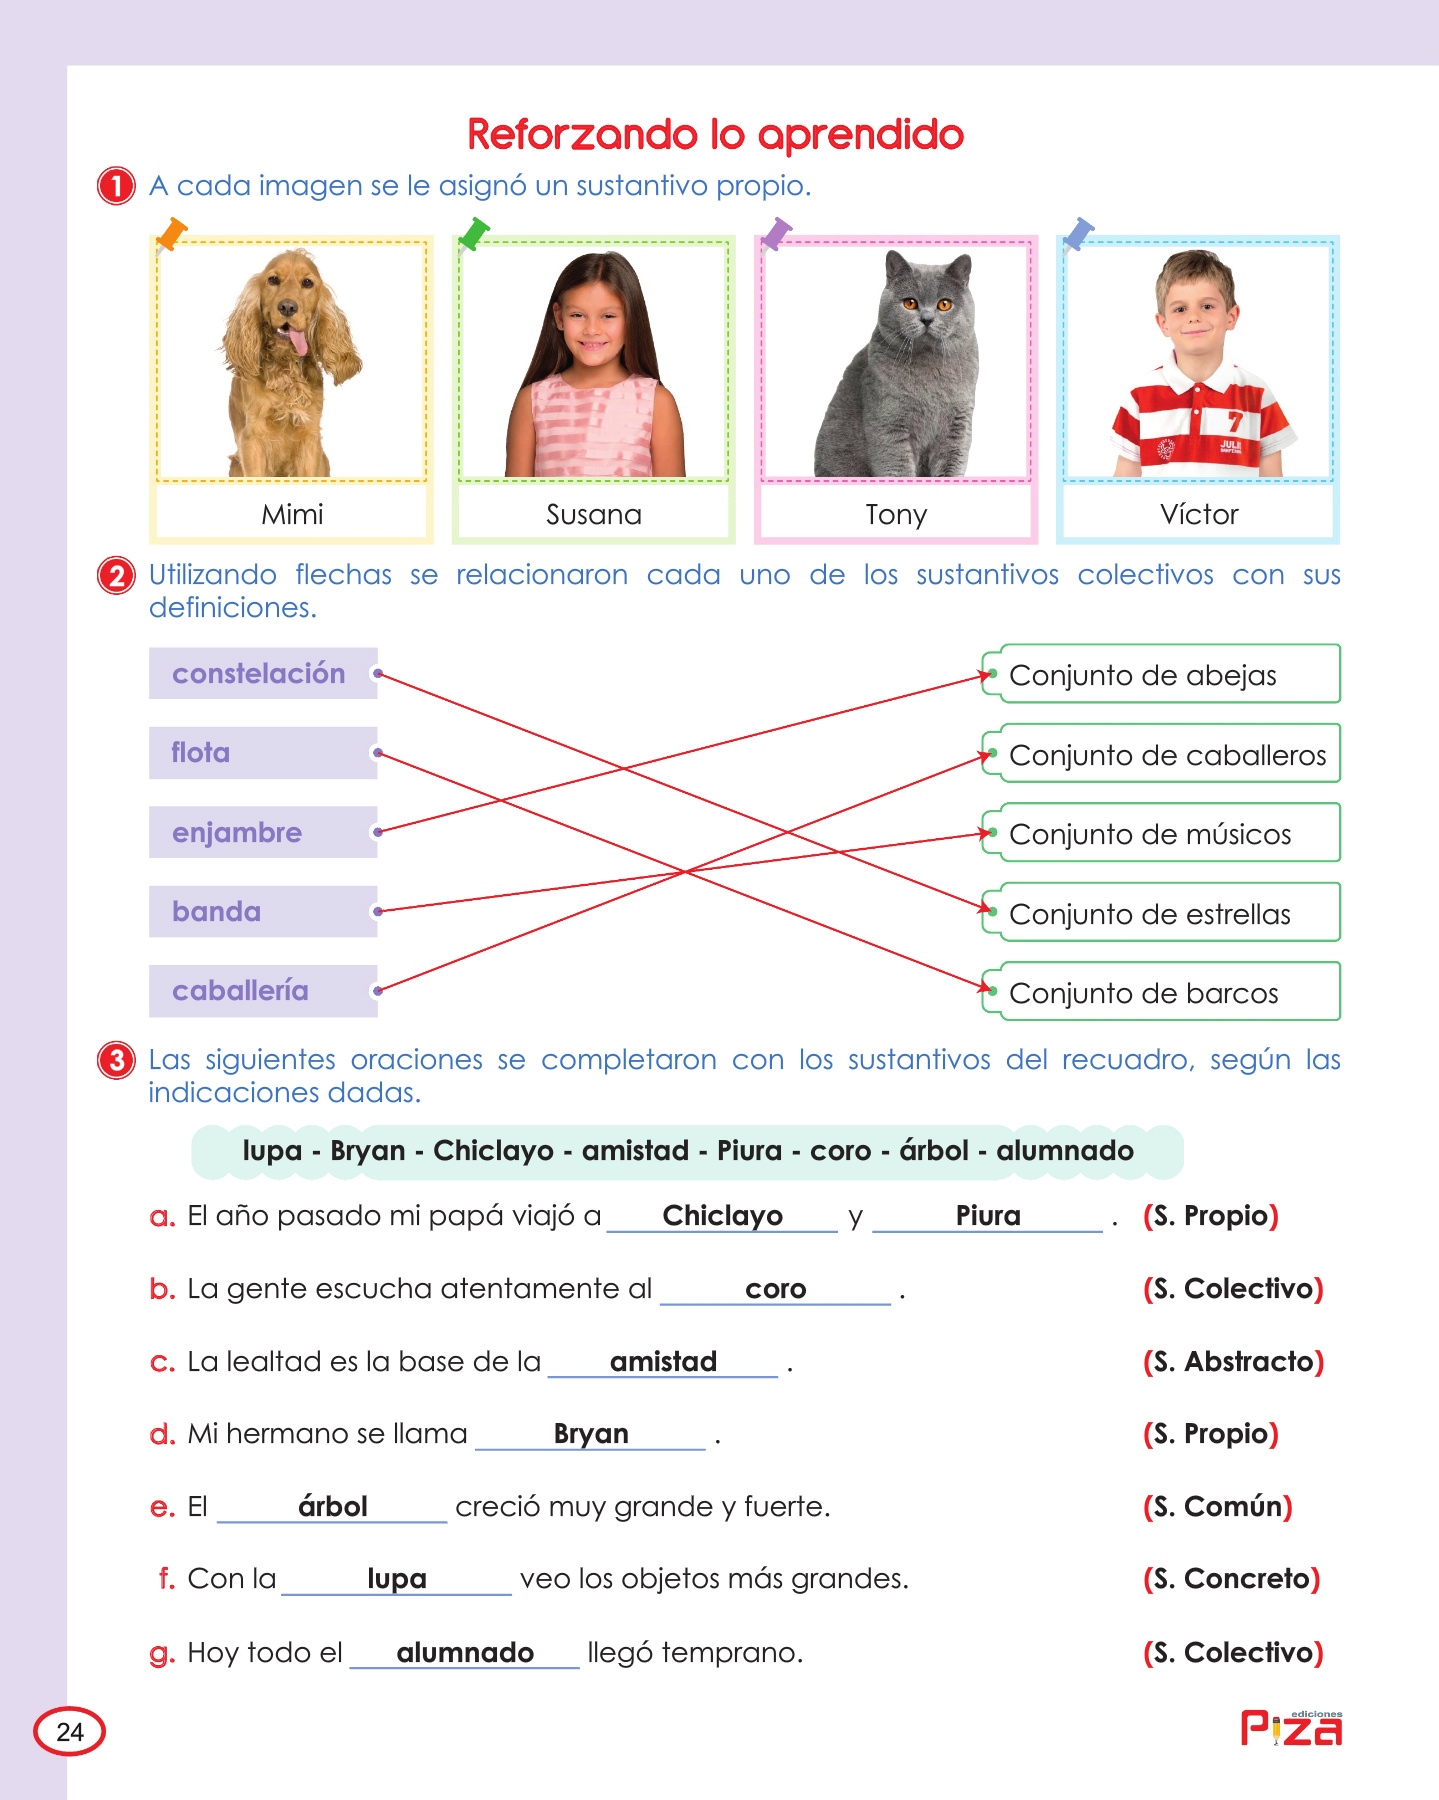 Reforzando lo aprendido
1 A cada imagen se le asignó un sustantivo propio.
Mimi
Susana
Tony
Víctor
2 Utilizando flechas se relacionaron cada uno de los sustantivos colectivos con sus
definiciones.
constelación
Conjunto de abejas
flota
Conjunto de caballeros
enjambre
Conjunto de músicos
banda
Conjunto de estrellas
caballería
Conjunto de barcos
3 Las siguientes oraciones se completaron con los sustantivos del recuadro, según las
indicaciones dadas.
lupa - Bryan - Chiclayo - amistad - Piura - coro - árbol - alumnado
a. El año pasado mi papá viajó a Chiclayo y Piura . (S. Propio)
b. La gente escucha atentamente al coro . (S. Colectivo)
c. La lealtad es la base de la amistad . (S. Abstracto)
d. Mi hermano se llama Bryan . (S. Propio)
e. El árbol creció muy grande y fuerte. (S. Común)
f. Con la lupa veo los objetos más grandes. (S. Concreto)
g. Hoy todo el alumnado llegó temprano. (S. Colectivo)
24
ediciones
Piza
7